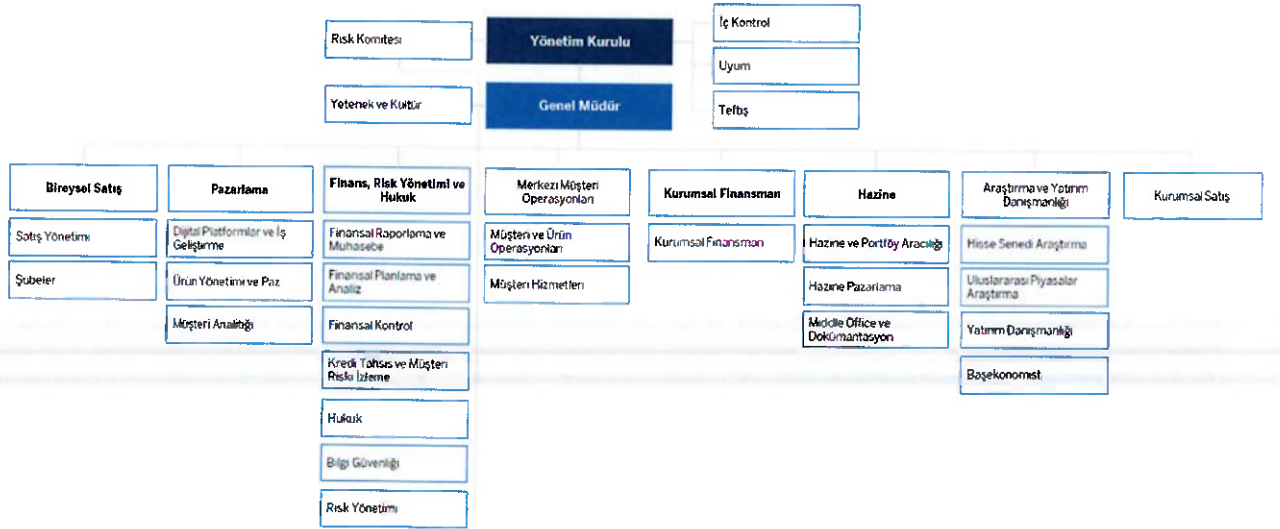 Risk Komitesi
Yönetim Kurulu
İç Kontrol
Uyum
Yetenek ve Kültür
Genel Müdür
Teftiş
Bireysel Satış
Satış Yönetimi
Şubeler
Pazarlama
Dijital Platformlar ve İş
Geliştirme
Ürün Yönetimi ve Paz
Müşteri Analitiği
Finans, Risk Yönetimi ve
Hukuk
Finansal Raporlama ve
Muhasebe
Finansal Planlama ve
Analiz
Finansal Kontrol
Kredi Tahsis ve Müşteri
Riski İzleme
Hukuk
Bilgi Güvenliği
Risk Yönetimi
Merkezi Müşteri
Operasyonları
Müşteri ve Ürün
Operasyonları
Müşteri Hizmetleri
Kurumsal Finansman
Kurumsal Finansman
Hazine
Hazine ve Portföy Aracılığı
Hazine Pazarlama
Middle Office ve
Dokümantasyon
Araştırma ve Yatırım
Danışmanlığı
Hisse Senedi Araştırma
Uluslararası Piyasalar
Araştırma
Yatırım Danışmanlığı
Başekonomist
Kurumsal Satış